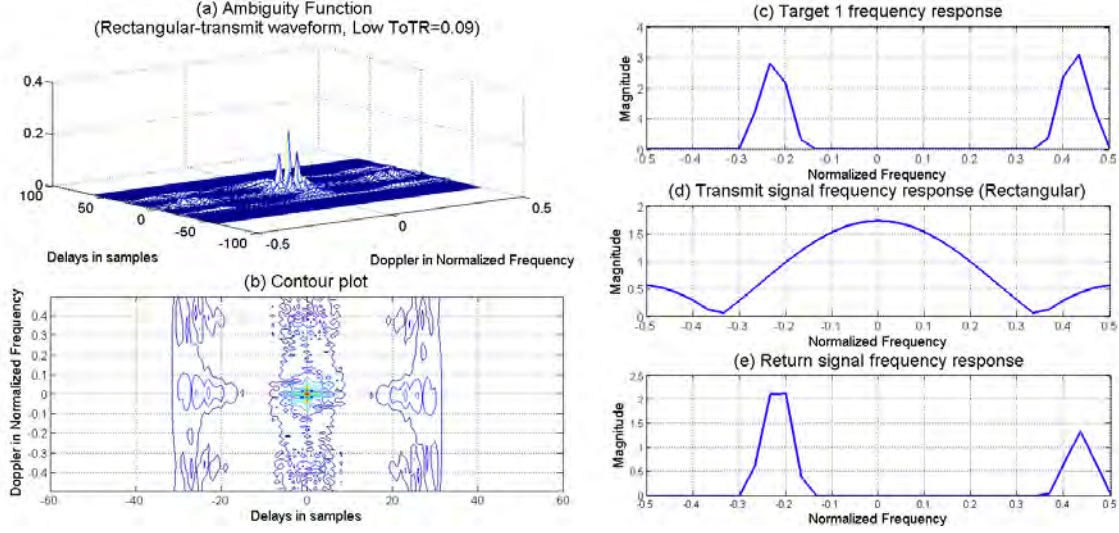 (a) Ambiguity Function
(Rectangular-transmit waveform, Low ToTR=0.09)
0.4
0.2
0
100
50
0
-50
-100
-0.5
0
0.5
Delays in samples
Doppler in Normalized Frequency
(b) Contour plot
Doppler in Normalized Frequency
0.4
0.3
0.2
0.1
0
-0.1
-0.2
-0.3
-0.4
-60 -40 -20 0 20 40 60
Delays in samples
(c) Target 1 frequency response
Magnitude
4
3
2
1
0
-0.5 -0.4 -0.3 -0.2 -0.1 0 0.1 0.2 0.3 0.4 0.5
Normalized Frequency
(d) Transmit signal frequency response (Rectangular)
Magnitude
2
1.5
1
0.5
0
-0.5 -0.4 -0.3 -0.2 -0.1 0 0.1 0.2 0.3 0.4 0.5
Normalized Frequency
(e) Return signal frequency response
Magnitude
2.5
2
1.5
1
0.5
0
-0.5 -0.4 -0.3 -0.2 -0.1 0 0.1 0.2 0.3 0.4 0.5
Normalized Frequency